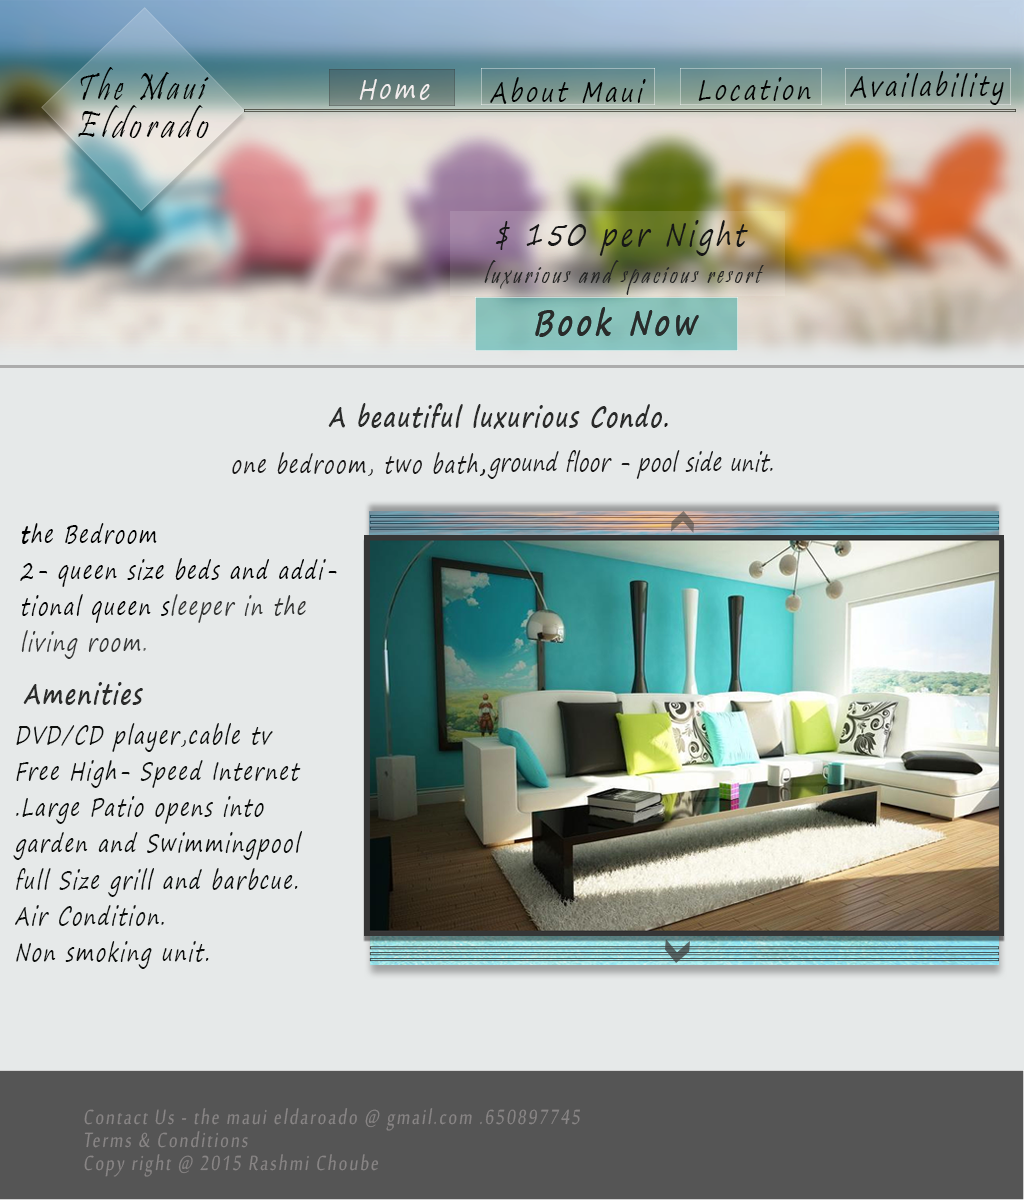 The Maui
Eldorado
Home
About Maui
Location
Availability
$ 150 per Night
luxurious and spacious resort
Book Now
A beautiful luxurious Condo.
one bedroom, two bath,ground floor - pool side unit.
the Bedroom
2- queen size beds and addi-
tional queen sleeper in the
living room.
Amenities
DVD/CD player,cable tv
Free High- Speed Internet
.Large Patio opens into
garden and Swimmingpool
full Size grill and barbcue.
Air Condition.
Non smoking unit.
Contact Us - the maui eldaroado @ gmail.com .650897745
Terms & Conditions
Copy right @ 2015 Rashmi Choube